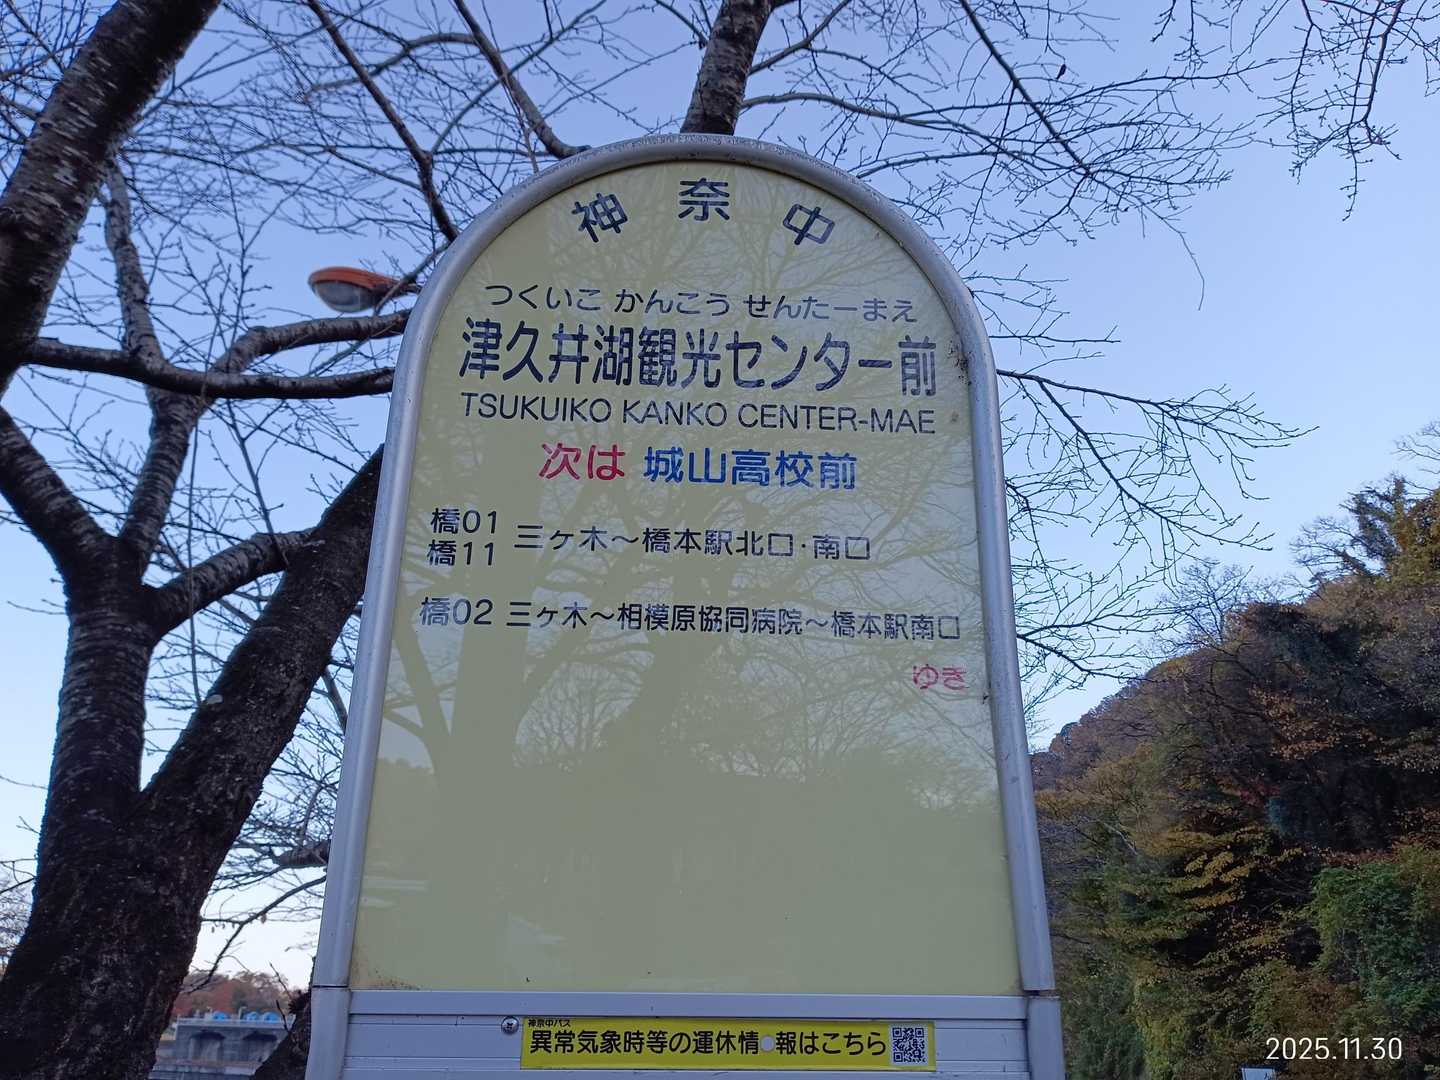 神奈中
つくいこ かんこう せんたーまえ
津久井湖観光センター前
TSUKUIKO KANKO CENTER-MAE
次は 城山高校前
橋01
橋11 三ヶ木～橋本駅北口・南口
橋02 三ヶ木～相模原協同病院～橋本駅南口
ゆき
神奈中バス
異常気象時等の運休情報はこちら
2025.11.30